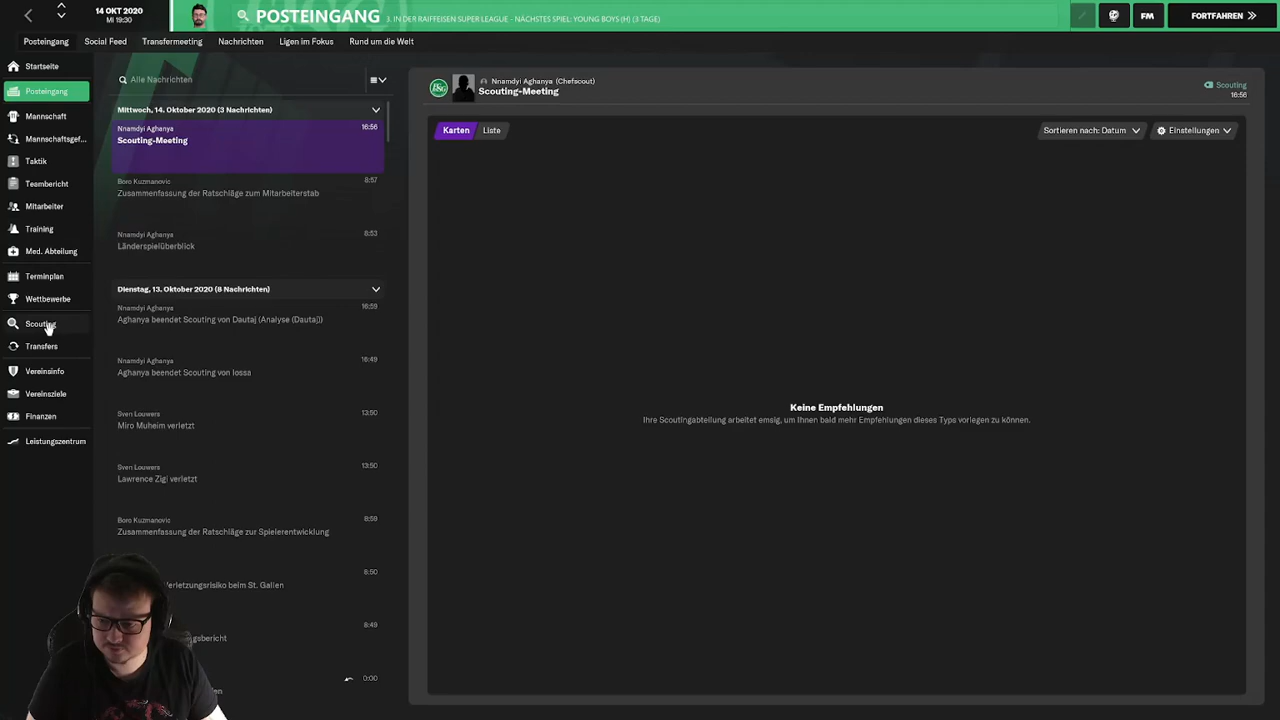 14 OKT 2020
MI 19:30
POSTEINGANG
3. IN DER RAIFFEISEN SUPER LEAGUE - NÄCHSTES SPIEL: YOUNG BOYS (H) (3 TAGE)
FM
FORTFAHREN
Posteingang
Social Feed
Transfermeeting
Nachrichten
Ligen im Fokus
Rund um die Welt
Startseite
Posteingang
Mannschaft
Mannschaftsgef...
Taktik
Teambericht
Mitarbeiter
Training
Med. Abteilung
Terminplan
Wettbewerbe
Scouting
Transfers
Vereinsinfo
Vereinsziele
Finanzen
Leistungszentrum
Alle Nachrichten
Mittwoch, 14. Oktober 2020 (3 Nachrichten)
Nnamdyi Aghanya 16:56
Scouting-Meeting
Boro Kuzmanovic 8:57
Zusammenfassung der Ratschläge zum Mitarbeiterstab
Nnamdyi Aghanya 8:53
Länderspielüberblick
Dienstag, 13. Oktober 2020 (8 Nachrichten)
Nnamdyi Aghanya 16:59
Aghanya beendet Scouting von Dautaj (Analyse (Dautaj))
Nnamdyi Aghanya 16:49
Aghanya beendet Scouting von Iossa
Sven Louwers 13:50
Miro Muheim verletzt
Sven Louwers 13:50
Lawrence Zigi verletzt
Boro Kuzmanovic 8:59
Zusammenfassung der Ratschläge zur Spielerentwicklung
8:50
erletzungsrisiko beim St. Gallen
8:49
gsbericht
0:00
Nnamdyi Aghanya (Chefscout)
Scouting-Meeting
Scouting
16:56
Karten
Liste
Sortieren nach: Datum
Einstellungen
Keine Empfehlungen
Ihre Scoutingabteilung arbeitet emsig, um Ihnen bald mehr Empfehlungen dieses Typs vorlegen zu können.